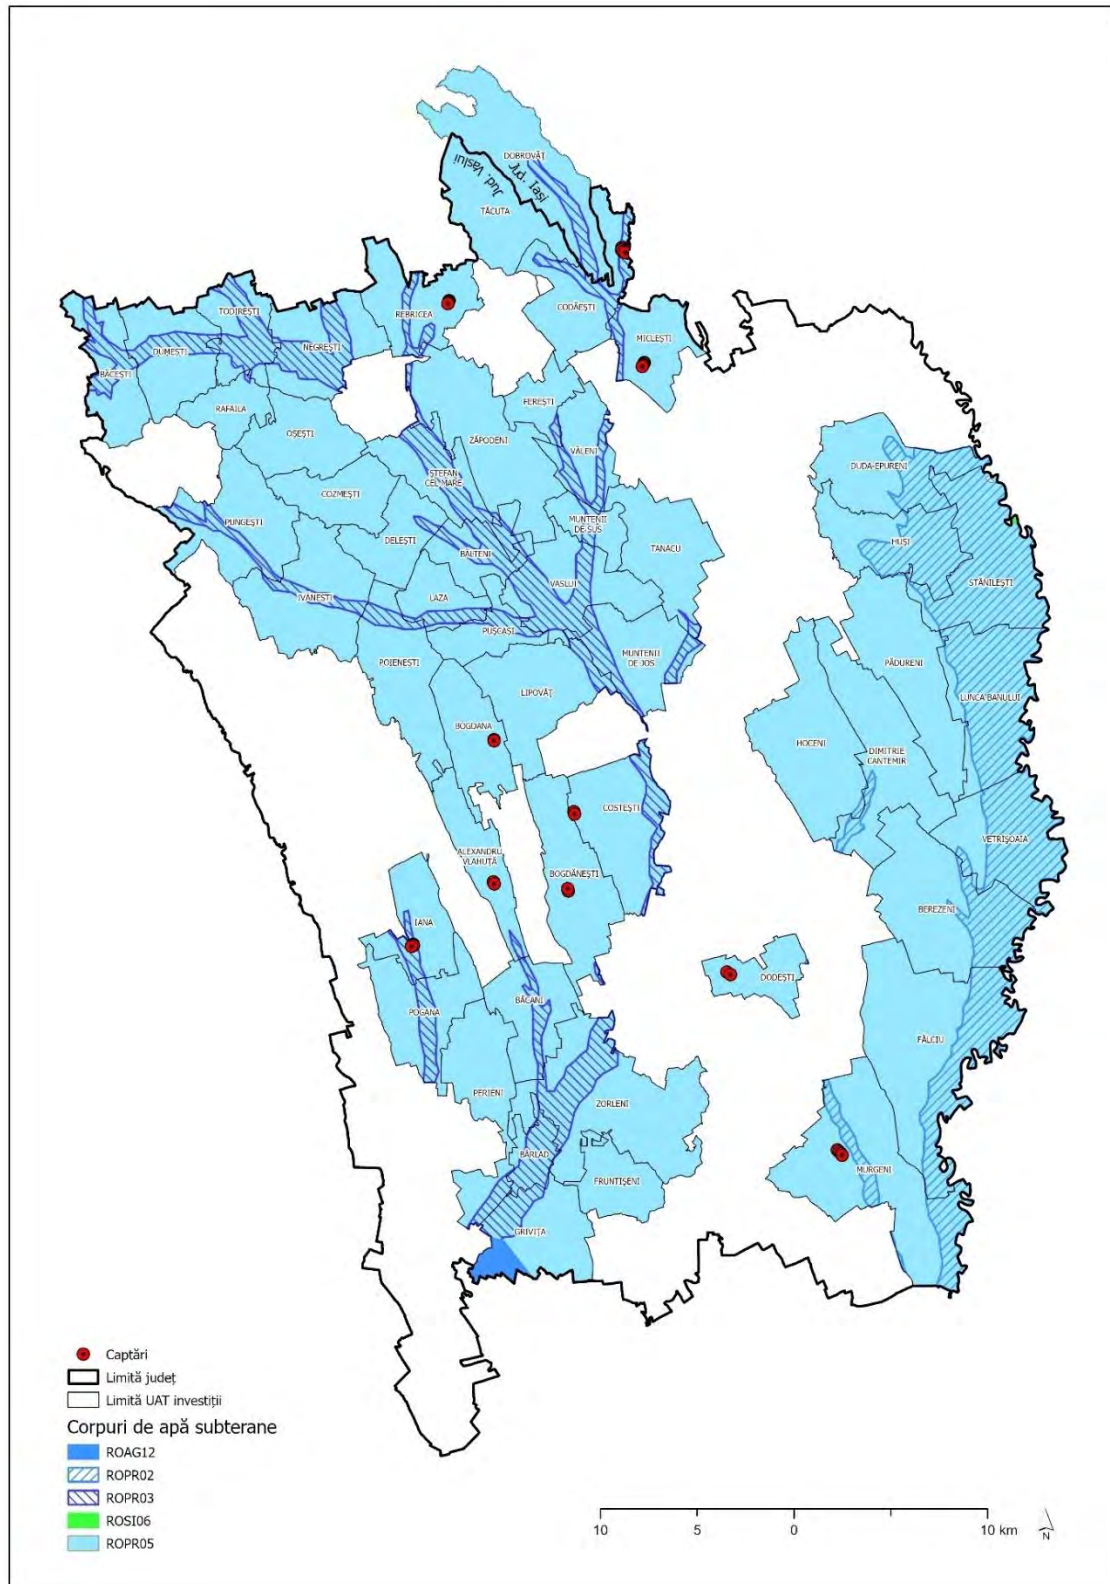 DOBROVĂȚ
Jud. Vaslui
Jud. Iași
TĂCUTA
CODĂEȘTI
TODIREȘTI
REBRICEA
MICLEȘTI
DUMEȘTI
NEGREȘTI
BĂCEȘTI
RAFAILA
FEREȘTI
OȘEȘTI
ZĂPODENI
VĂLENI
DUDA-EPURENI
ȘTEFAN
CEL MARE
COZMEȘTI
PUNGEȘTI
MUNTENII
DE SUS
DELEȘTI
HUȘI
BĂLTENI
TANACU
STĂNILEȘTI
VASLUI
IVĂNEȘTI
LAZA
PUȘCAȘI
MUNTENII
DE JOS
POIENEȘTI
PĂDURENI
LIPOVĂȚ
LUNCA BANULUI
BOGDANA
HOCENI
DIMITRIE
CANTEMIR
COSTEȘTI
VETRIȘOAIA
ALEXANDRU
VLAHUȚĂ
BOGDĂNEȘTI
BEREZENI
IANA
DODEȘTI
BĂCANI
POGANA
FĂLCIU
PERIENI
ZORLENI
BÂRLAD
MURGENI
FRUNTIȘENI
GRIVIȚA
Captări
Limită județ
Limită UAT investiții
Corpuri de apă subterane
ROAG12
ROPR02
ROPR03
ROSI06
ROPR05
10 5 0 10 km
N